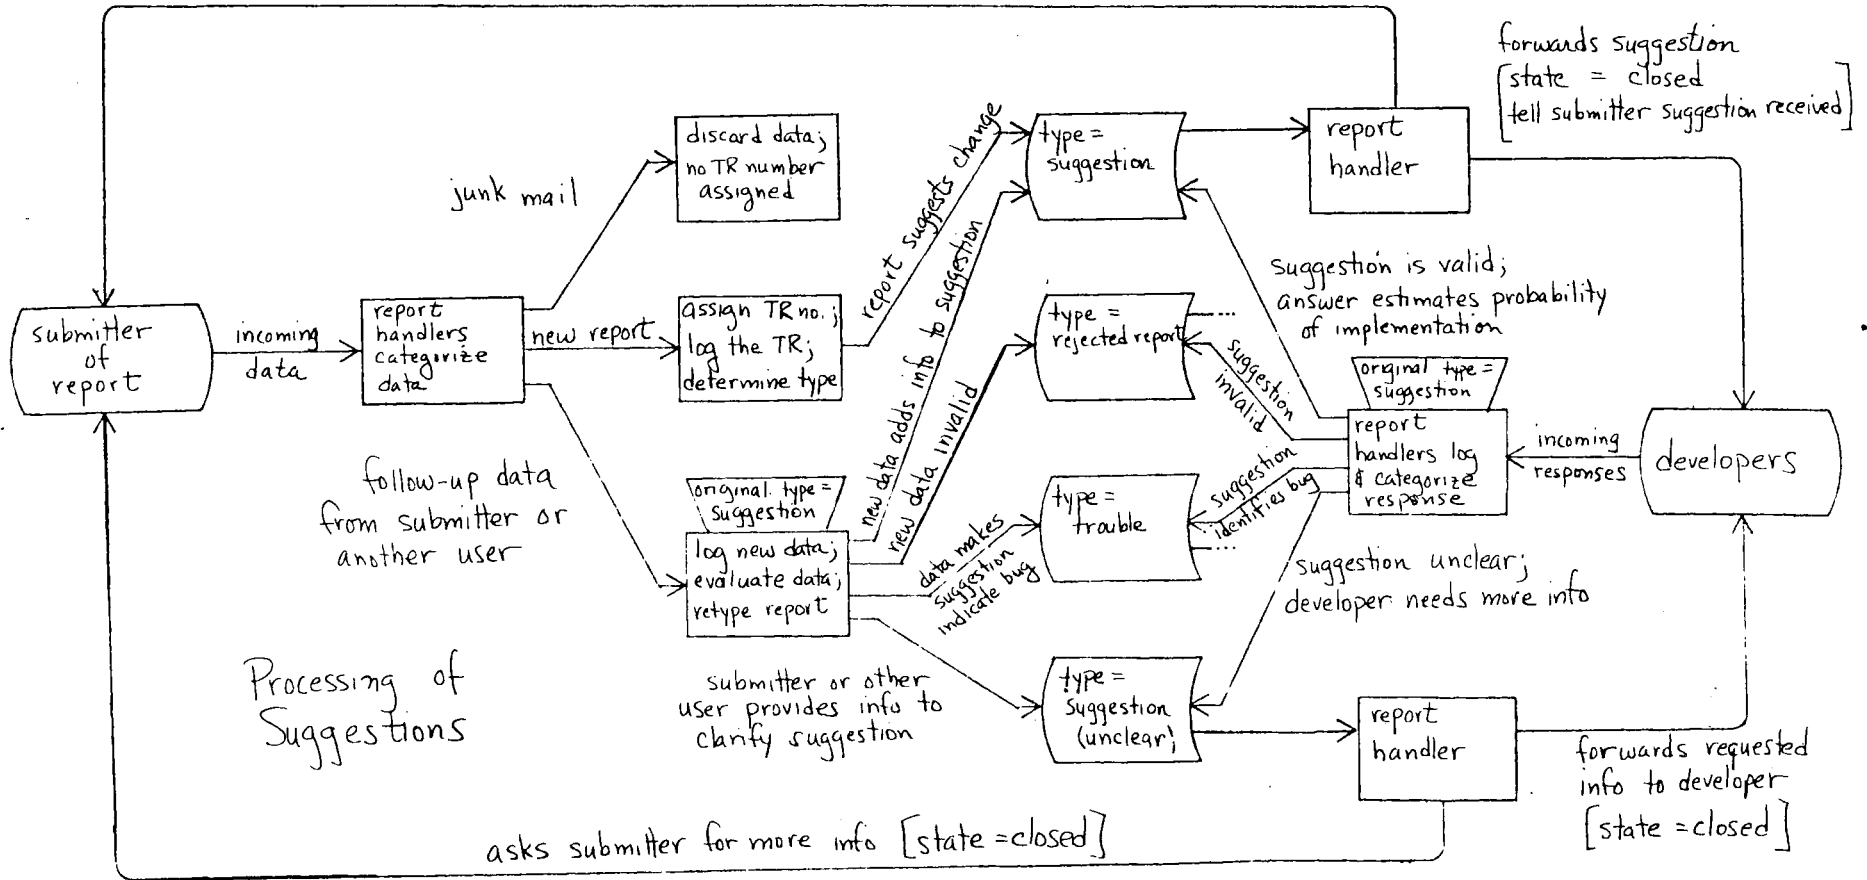 forwards suggestion
[state = closed
tell submitter suggestion received]
discard data;
no TR number
assigned
junk mail
report suggests change
type =
suggestion
report
handler
suggestion is valid;
answer estimates probability
of implementation
submitter
of
report
incoming
data
report
handlers
categorize
data
new report
assign TR no.;
log the TR;
determine type
new data adds info to suggestion
new data invalid
type =
rejected report
suggestion
invalid
original type =
suggestion
report
handlers log
& categorize
response
incoming
responses
developers
follow-up data
from submitter or
another user
original type =
suggestion
log new data;
evaluate data;
retype report
data makes
suggestion
indicate bug
type =
trouble
suggestion
identifies bug
suggestion unclear;
developer needs more info
Processing of
Suggestions
submitter or other
user provides info to
clarify suggestion
type =
suggestion
(unclear)
report
handler
forwards requested
info to developer
[state = closed]
asks submitter for more info [state = closed]